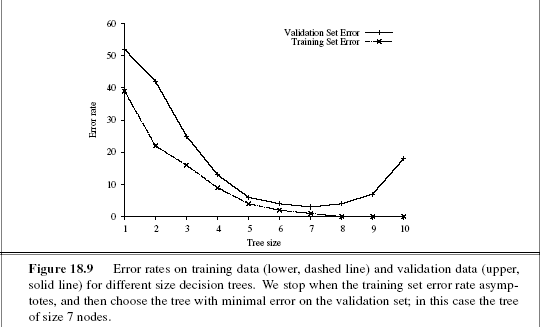 60
50
40
30
20
10
0
Error rate
Validation Set Error
Training Set Error
1 2 3 4 5 6 7 8 9 10
Tree size
Figure 18.9 Error rates on training data (lower, dashed line) and validation data (upper,
solid line) for different size decision trees. We stop when the training set error rate asymp-
totes, and then choose the tree with minimal error on the validation set; in this case the tree
of size 7 nodes.